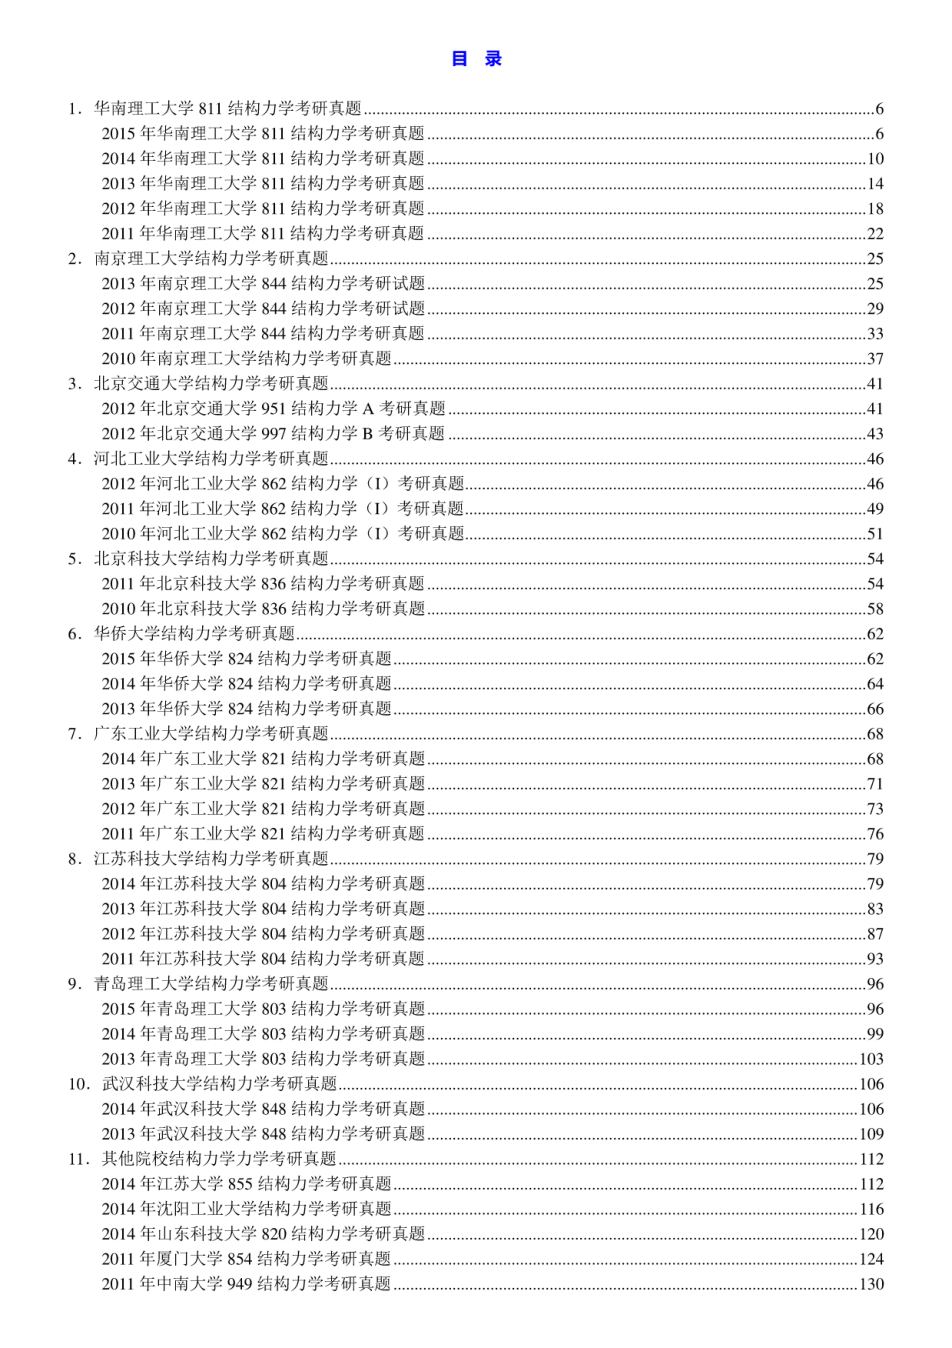 目 录
1．华南理工大学 811 结构力学考研真题 6
2015 年华南理工大学 811 结构力学考研真题 6
2014 年华南理工大学 811 结构力学考研真题 10
2013 年华南理工大学 811 结构力学考研真题 14
2012 年华南理工大学 811 结构力学考研真题 18
2011 年华南理工大学 811 结构力学考研真题 22
2．南京理工大学结构力学考研真题 25
2013 年南京理工大学 844 结构力学考研试题 25
2012 年南京理工大学 844 结构力学考研试题 29
2011 年南京理工大学 844 结构力学考研真题 33
2010 年南京理工大学结构力学考研真题 37
3．北京交通大学结构力学考研真题 41
2012 年北京交通大学 951 结构力学 A 考研真题 41
2012 年北京交通大学 997 结构力学 B 考研真题 43
4．河北工业大学结构力学考研真题 46
2012 年河北工业大学 862 结构力学（I）考研真题 46
2011 年河北工业大学 862 结构力学（I）考研真题 49
2010 年河北工业大学 862 结构力学（I）考研真题 51
5．北京科技大学结构力学考研真题 54
2011 年北京科技大学 836 结构力学考研真题 54
2010 年北京科技大学 836 结构力学考研真题 58
6．华侨大学结构力学考研真题 62
2015 年华侨大学 824 结构力学考研真题 62
2014 年华侨大学 824 结构力学考研真题 64
2013 年华侨大学 824 结构力学考研真题 66
7．广东工业大学结构力学考研真题 68
2014 年广东工业大学 821 结构力学考研真题 68
2013 年广东工业大学 821 结构力学考研真题 71
2012 年广东工业大学 821 结构力学考研真题 73
2011 年广东工业大学 821 结构力学考研真题 76
8．江苏科技大学结构力学考研真题 79
2014 年江苏科技大学 804 结构力学考研真题 79
2013 年江苏科技大学 804 结构力学考研真题 83
2012 年江苏科技大学 804 结构力学考研真题 87
2011 年江苏科技大学 804 结构力学考研真题 93
9．青岛理工大学结构力学考研真题 96
2015 年青岛理工大学 803 结构力学考研真题 96
2014 年青岛理工大学 803 结构力学考研真题 99
2013 年青岛理工大学 803 结构力学考研真题 103
10．武汉科技大学结构力学考研真题 106
2014 年武汉科技大学 848 结构力学考研真题 106
2013 年武汉科技大学 848 结构力学考研真题 109
11．其他院校结构力学力学考研真题 112
2014 年江苏大学 855 结构力学考研真题 112
2014 年沈阳工业大学结构力学考研真题 116
2014 年山东科技大学 820 结构力学考研真题 120
2011 年厦门大学 854 结构力学考研真题 124
2011 年中南大学 949 结构力学考研真题 130